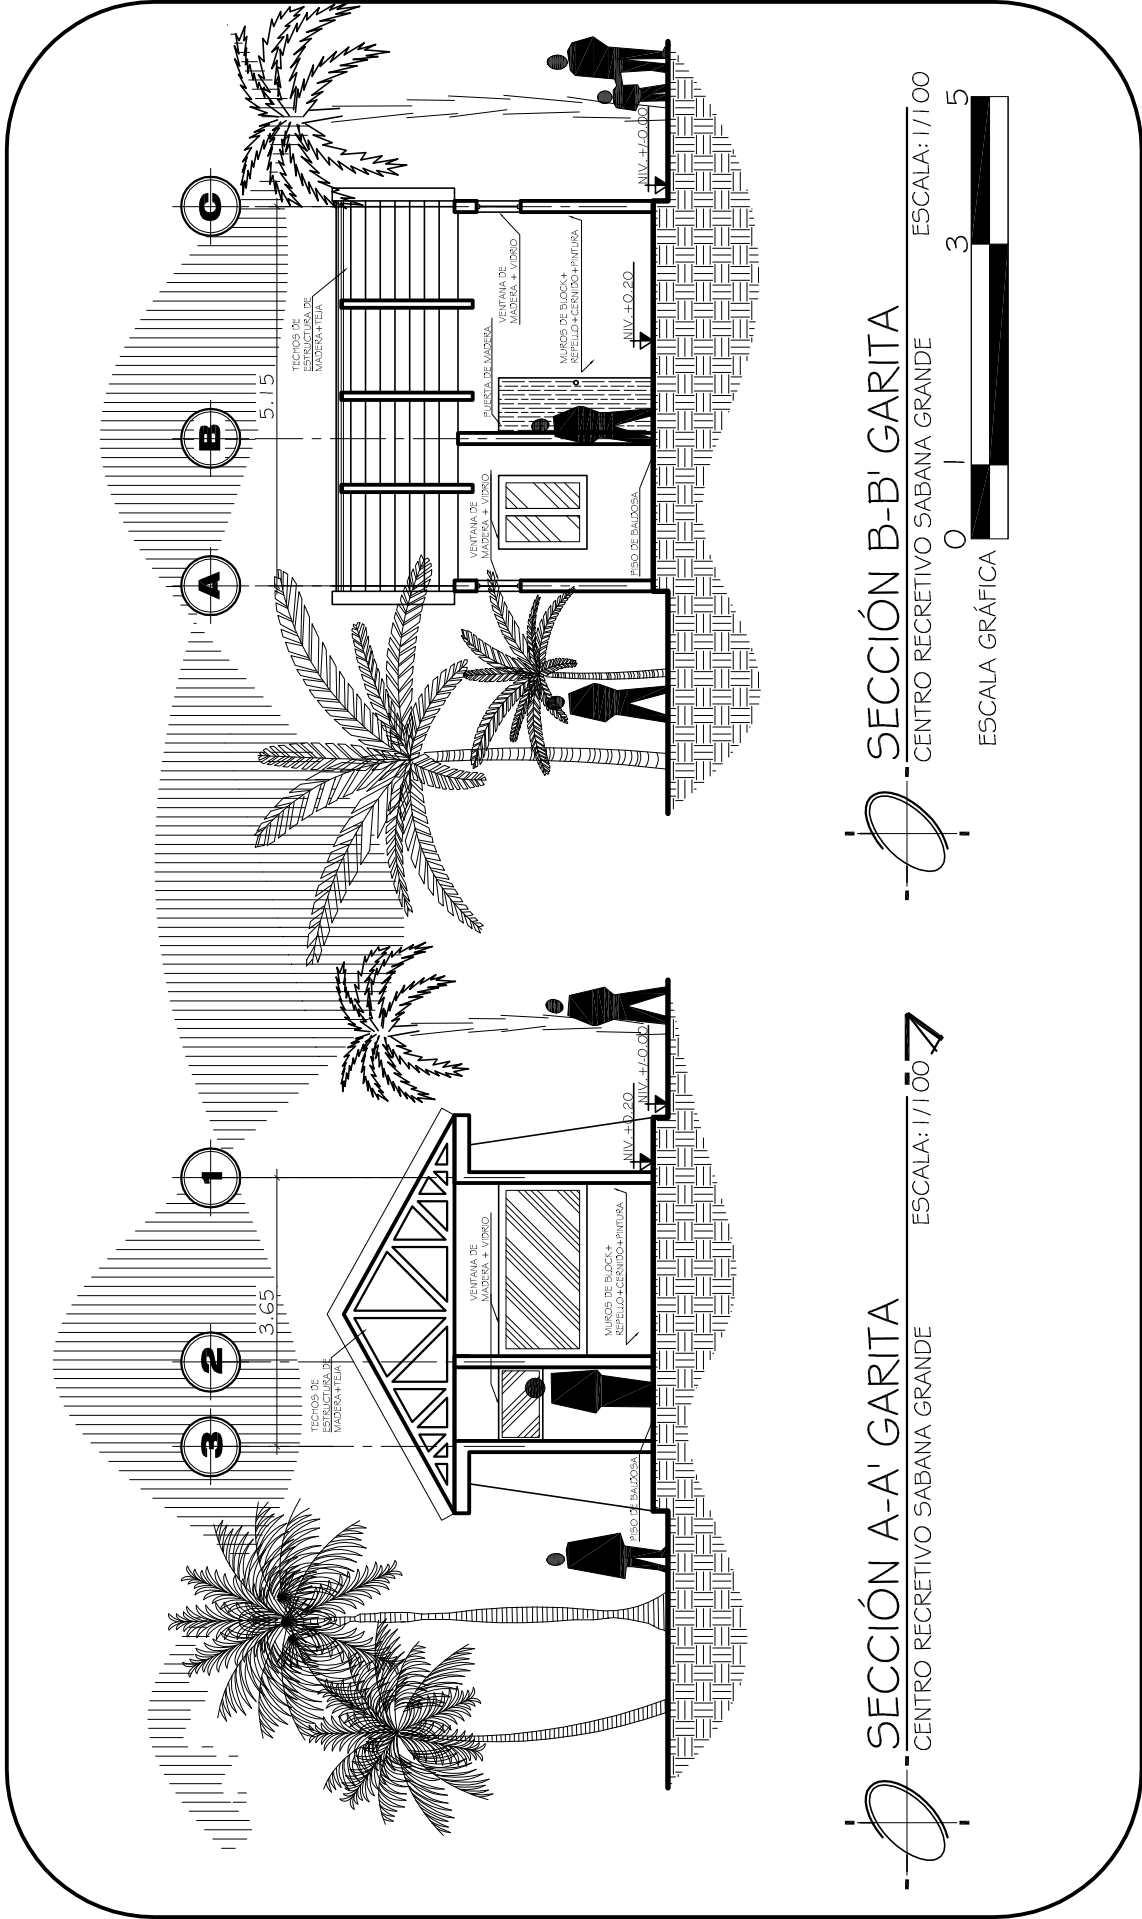 3
2
1
3.65
TECHOS DE
ESTRUCTURA DE
MADERA+TEJA
VENTANA DE
MADERA + VIDRIO
MUROS DE BLOCK+
REPELLO+CERNIDO+PINTURA
PISO DE BALDOSA
NIV.+0.20
NIV.+/-0.00
SECCIÓN A-A' GARITA
CENTRO RECRETIVO SABANA GRANDE
ESCALA: 1/100
A
B
C
5.15
TECHOS DE
ESTRUCTURA DE
MADERA+TEJA
VENTANA DE
MADERA + VIDRIO
PUERTA DE MADERA
VENTANA DE
MADERA + VIDRIO
MUROS DE BLOCK+
REPELLO+CERNIDO+PINTURA
PISO DE BALDOSA
NIV.+0.20
NIV.+/-0.00
SECCIÓN B-B' GARITA
CENTRO RECRETIVO SABANA GRANDE
ESCALA: 1/100
0 1 3 5
ESCALA GRÁFICA